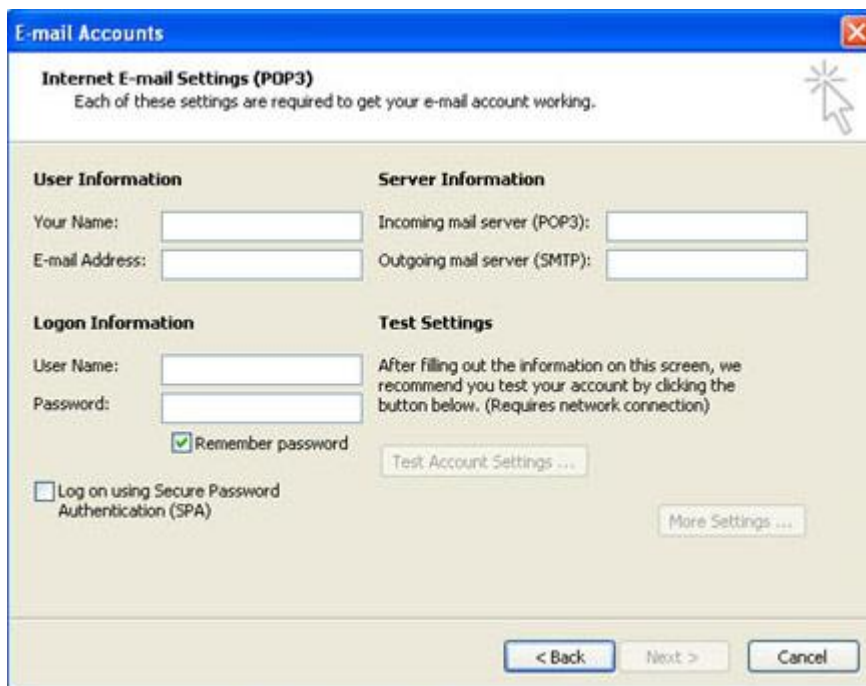 E-mail Accounts
Internet E-mail Settings (POP3)
Each of these settings are required to get your e-mail account working.
User Information
Your Name:
E-mail Address:
Server Information
Incoming mail server (POP3):
Outgoing mail server (SMTP):
Logon Information
User Name:
Password:
Remember password
Log on using Secure Password
Authentication (SPA)
Test Settings
After filling out the information on this screen, we
recommend you test your account by clicking the
button below. (Requires network connection)
Test Account Settings ...
More Settings ...
< Back
Next >
Cancel